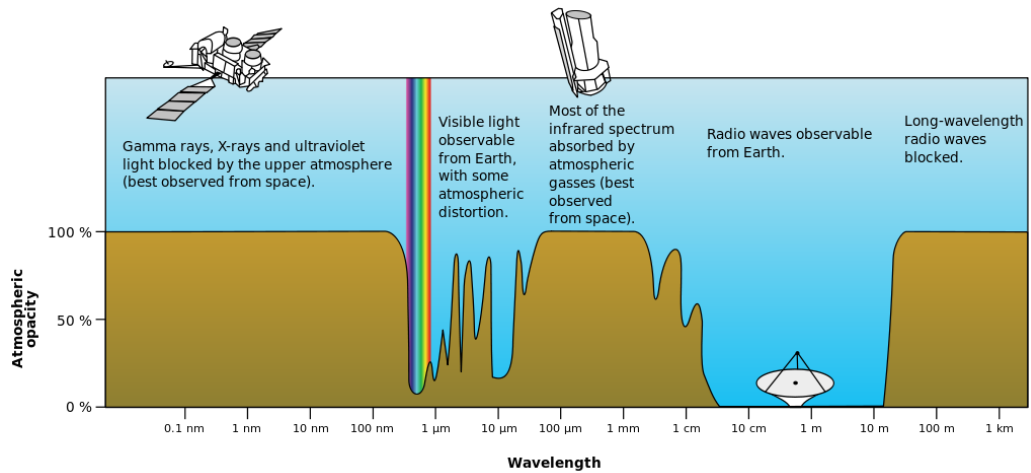 Gamma rays, X-rays and ultraviolet
light blocked by the upper atmosphere
(best observed from space).
Visible light
observable
from Earth,
with some
atmospheric
distortion.
Most of the
infrared spectrum
absorbed by
atmospheric
gasses (best
observed
from space).
Radio waves observable
from Earth.
Long-wavelength
radio waves
blocked.
Atmospheric
opacity
100 %
50 %
0 %
0.1 nm
1 nm
10 nm
100 nm
1 μm
10 μm
100 μm
1 mm
1 cm
10 cm
1 m
10 m
100 m
1 km
Wavelength